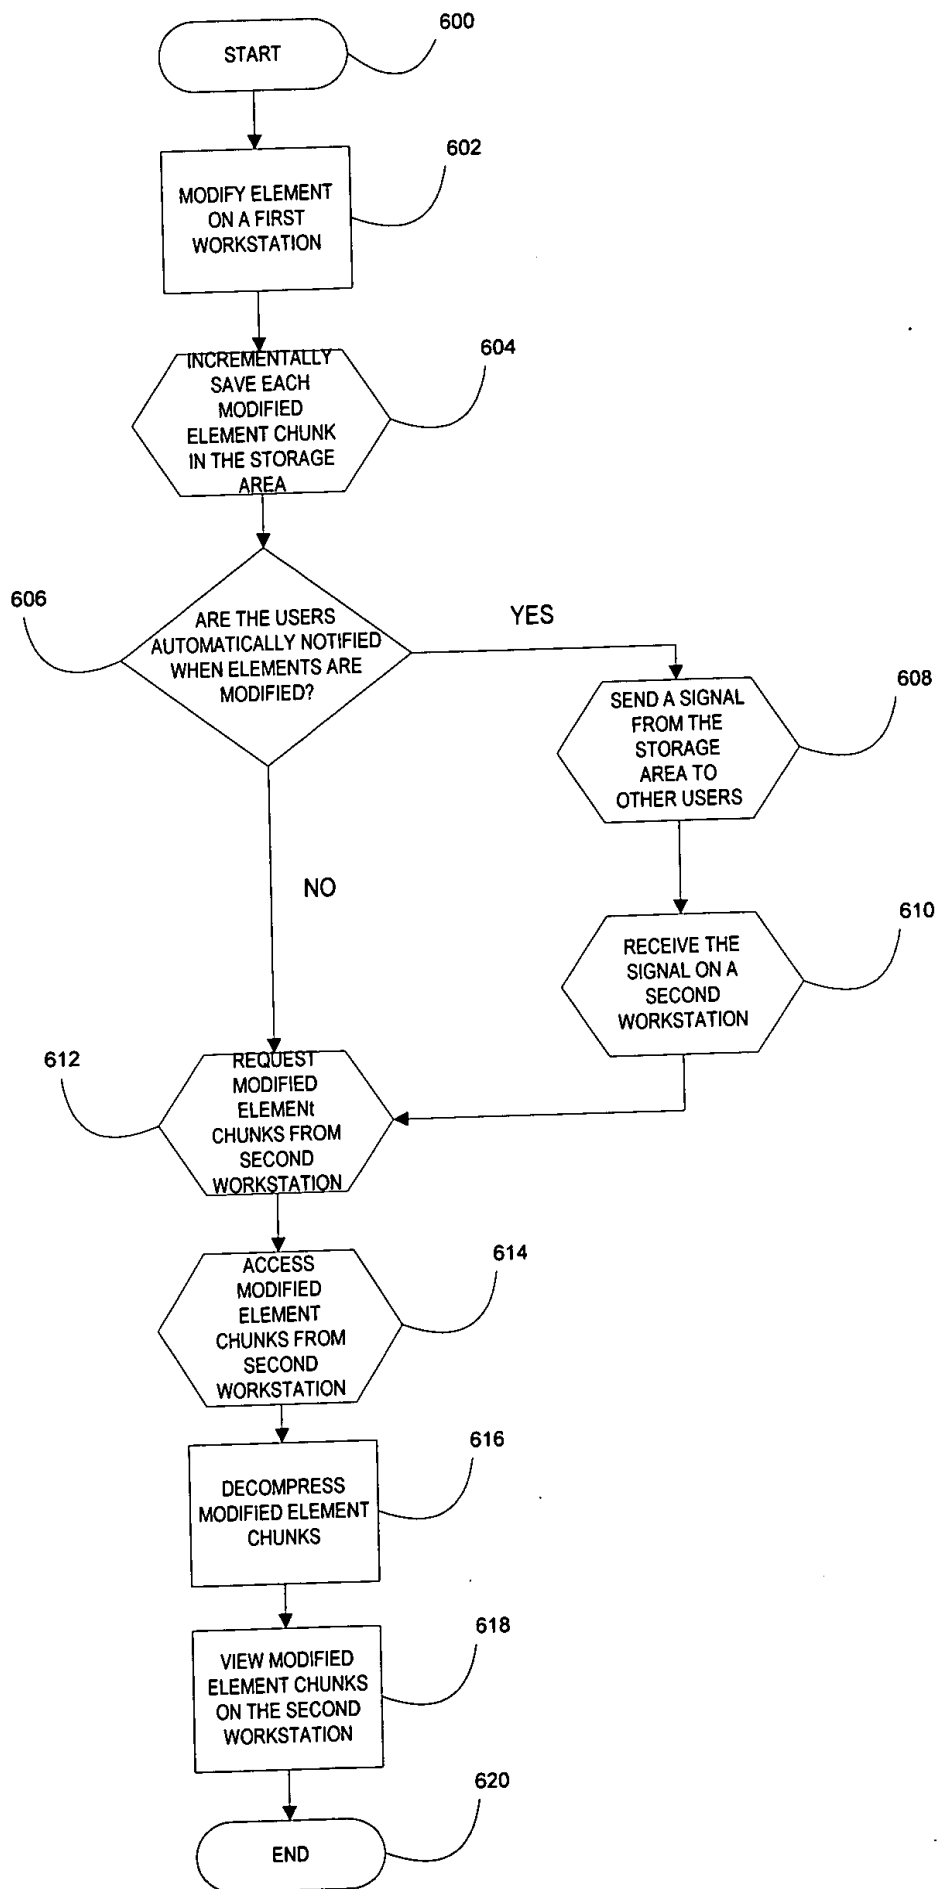 600
START
602
MODIFY ELEMENT
ON A FIRST
WORKSTATION
604
INCREMENTALLY
SAVE EACH
MODIFIED
ELEMENT CHUNK
IN THE STORAGE
AREA
606
ARE THE USERS
AUTOMATICALLY NOTIFIED
WHEN ELEMENTS ARE
MODIFIED?
YES
608
SEND A SIGNAL
FROM THE
STORAGE
AREA TO
OTHER USERS
NO
610
RECEIVE THE
SIGNAL ON A
SECOND
WORKSTATION
612
REQUEST
MODIFIED
ELEMENt
CHUNKS FROM
SECOND
WORKSTATION
614
ACCESS
MODIFIED
ELEMENT
CHUNKS FROM
SECOND
WORKSTATION
616
DECOMPRESS
MODIFIED ELEMENT
CHUNKS
618
VIEW MODIFIED
ELEMENT CHUNKS
ON THE SECOND
WORKSTATION
620
END